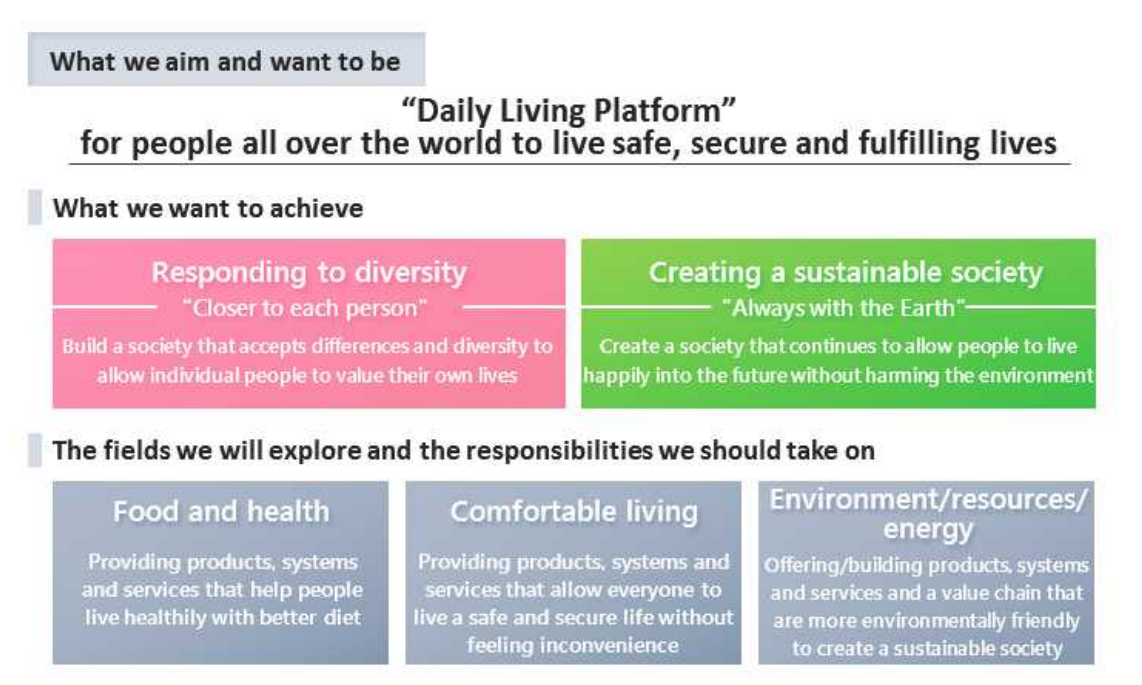 What we aim and want to be
“Daily Living Platform”
for people all over the world to live safe, secure and fulfilling lives
What we want to achieve
Responding to diversity
"Closer to each person"
Build a society that accepts differences and diversity to
allow individual people to value their own lives
Creating a sustainable society
"Always with the Earth"
Create a society that continues to allow people to live
happily into the future without harming the environment
The fields we will explore and the responsibilities we should take on
Food and health
Providing products, systems
and services that help people
live healthily with better diet
Comfortable living
Providing products, systems and
services that allow everyone to
live a safe and secure life without
feeling inconvenience
Environment/resources/
energy
Offering/building products, systems
and services and a value chain that
are more environmentally friendly
to create a sustainable society